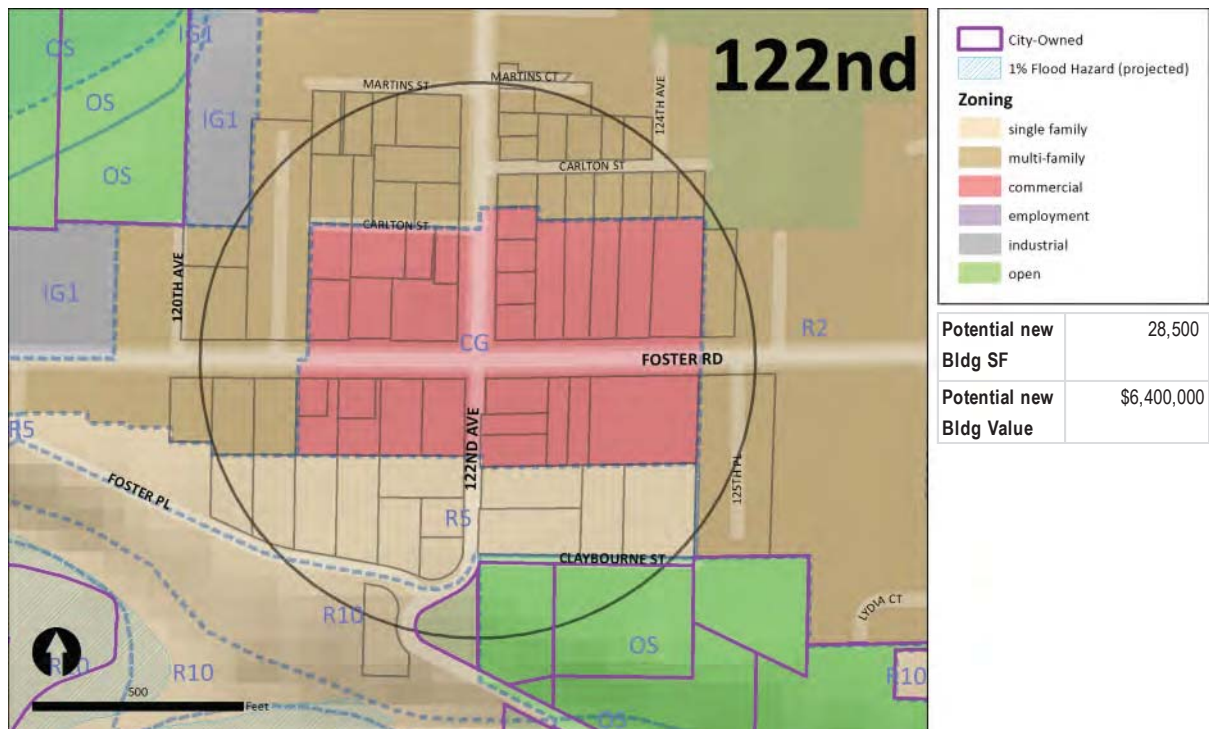 122nd
OS
IG1
MARTINS ST
MARTINS CT
124TH AVE
OS
IG1
OS
CARLTON ST
CARLTON ST
120TH AVE
IG1
R2
CG
FOSTER RD
R5
122ND AVE
FOSTER PL
125TH PL
R5
CLAYBOURNE ST
LYDIA CT
R10
OS
R10
R10
R10
500
Feet
OS
City-Owned
1% Flood Hazard (projected)
Zoning
single family
multi-family
commercial
employment
industrial
open
Potential new 28,500
Bldg SF
Potential new $6,400,000
Bldg Value